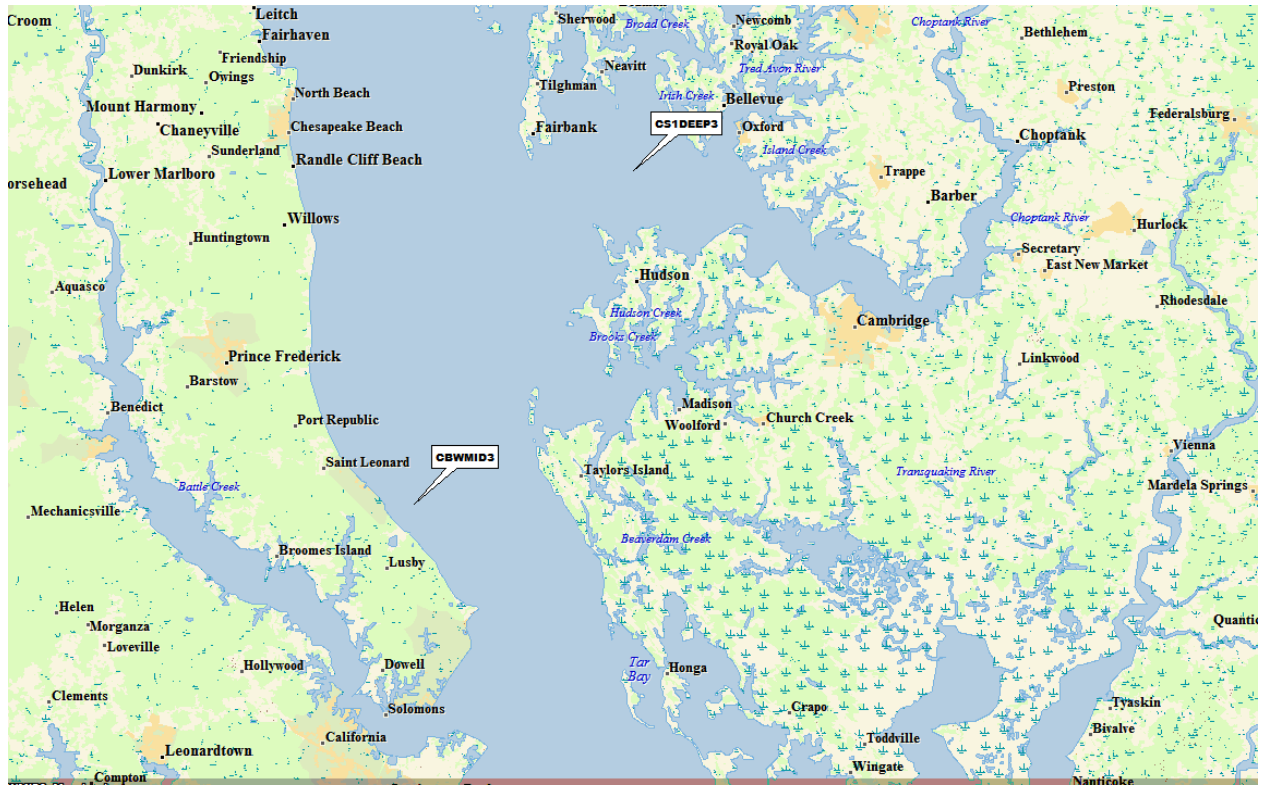 Croom
Leitch
Fairhaven
Friendship
Dunkirk
Owings
North Beach
Mount Harmony
Chaneyville
Chesapeake Beach
Sunderland
Randle Cliff Beach
orsehead
Lower Marlboro
Willows
Huntingtown
Aquasco
Prince Frederick
Barstow
Benedict
Port Republic
Saint Leonard
Battle Creek
Mechanicsville
Broomes Island
Lusby
Helen
Morganza
Loveville
Hollywood
Dowell
Clements
Solomons
California
Leonardtown
Compton
CBWMID3
Sherwood
Broad Creek
Newcomb
Royal Oak
Neavitt
Tred Avon River
Tilghman
Irish Creek
Bellevue
Fairbank
CS1DEEP3
Oxford
Island Creek
Choptank River
Bethlehem
Preston
Federalsburg
Choptank
Trappe
Barber
Choptank River
Hurlock
Secretary
East New Market
Rhodesdale
Hudson
Hudson Creek
Brooks Creek
Cambridge
Linkwood
Madison
Woolford
Church Creek
Taylors Island
Transquaking River
Vienna
Mardela Springs
Beaverdam Creek
Quantic
Tar
Bay
Honga
Crapo
Tyaskin
Bivalve
Toddville
Wingate
Nanticoke